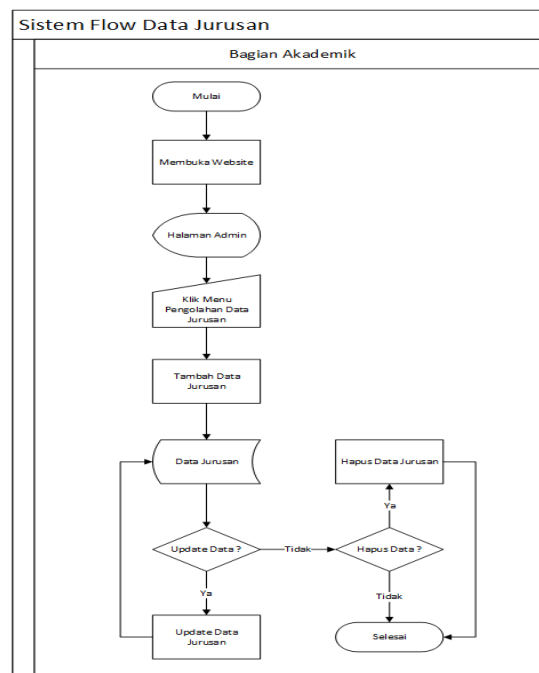 Sistem Flow Data Jurusan
Bagian Akademik
Mulai
Membuka Website
Halaman Admin
Klik Menu
Pengolahan Data
Jurusan
Tambah Data
Jurusan
Data Jurusan
Hapus Data Jurusan
Ya
Update Data ?
Tidak
Hapus Data ?
Ya
Tidak
Update Data
Jurusan
Selesai